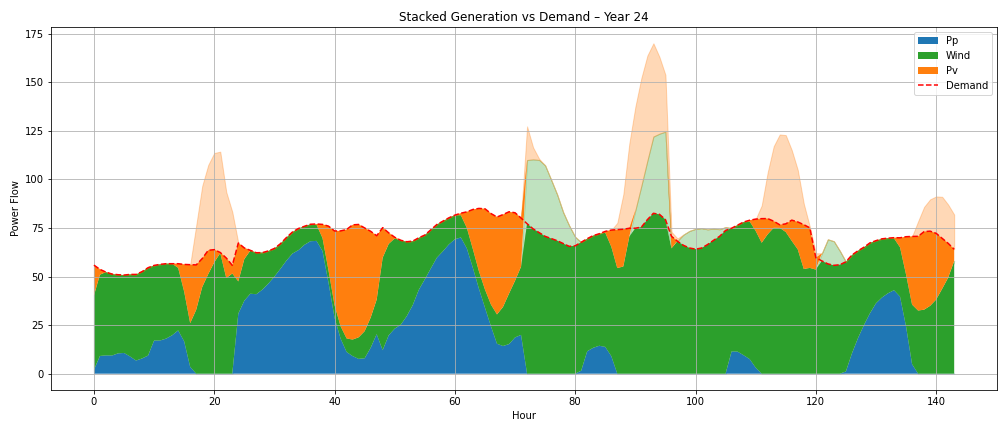 Stacked Generation vs Demand – Year 24
175
150
125
100
75
50
25
0
Power Flow
0 20 40 60 80 100 120 140
Hour
Pp
Wind
Pv
Demand